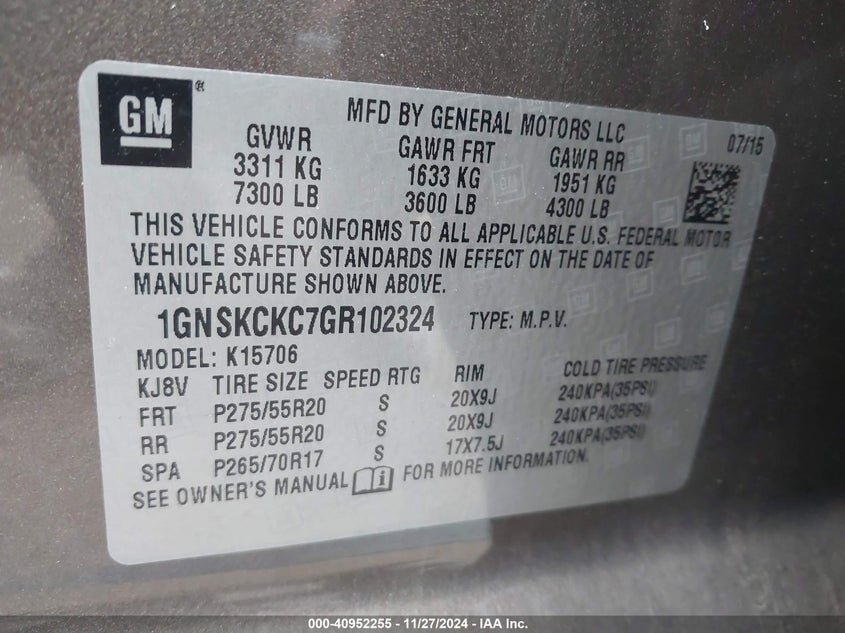 GM®
MFD BY GENERAL MOTORS LLC
07/15
GVWR GAWR FRT GAWR RR
3311 KG 1633 KG 1951 KG
7300 LB 3600 LB 4300 LB
THIS VEHICLE CONFORMS TO ALL APPLICABLE U.S. FEDERAL MOTOR
VEHICLE SAFETY STANDARDS IN EFFECT ON THE DATE OF
MANUFACTURE SHOWN ABOVE.
1GNSKCKC7GR102324 TYPE: M.P.V.
MODEL: K15706
KJ8V TIRE SIZE SPEED RTG RIM COLD TIRE PRESSURE
FRT P275/55R20 S 20X9J 240KPA(35PSI)
RR P275/55R20 S 20X9J 240KPA(35PSI)
SPA P265/70R17 S 17X7.5J 240KPA(35PSI)
SEE OWNER'S MANUAL i FOR MORE INFORMATION.
000-40952255 - 11/27/2024 - IAA Inc.